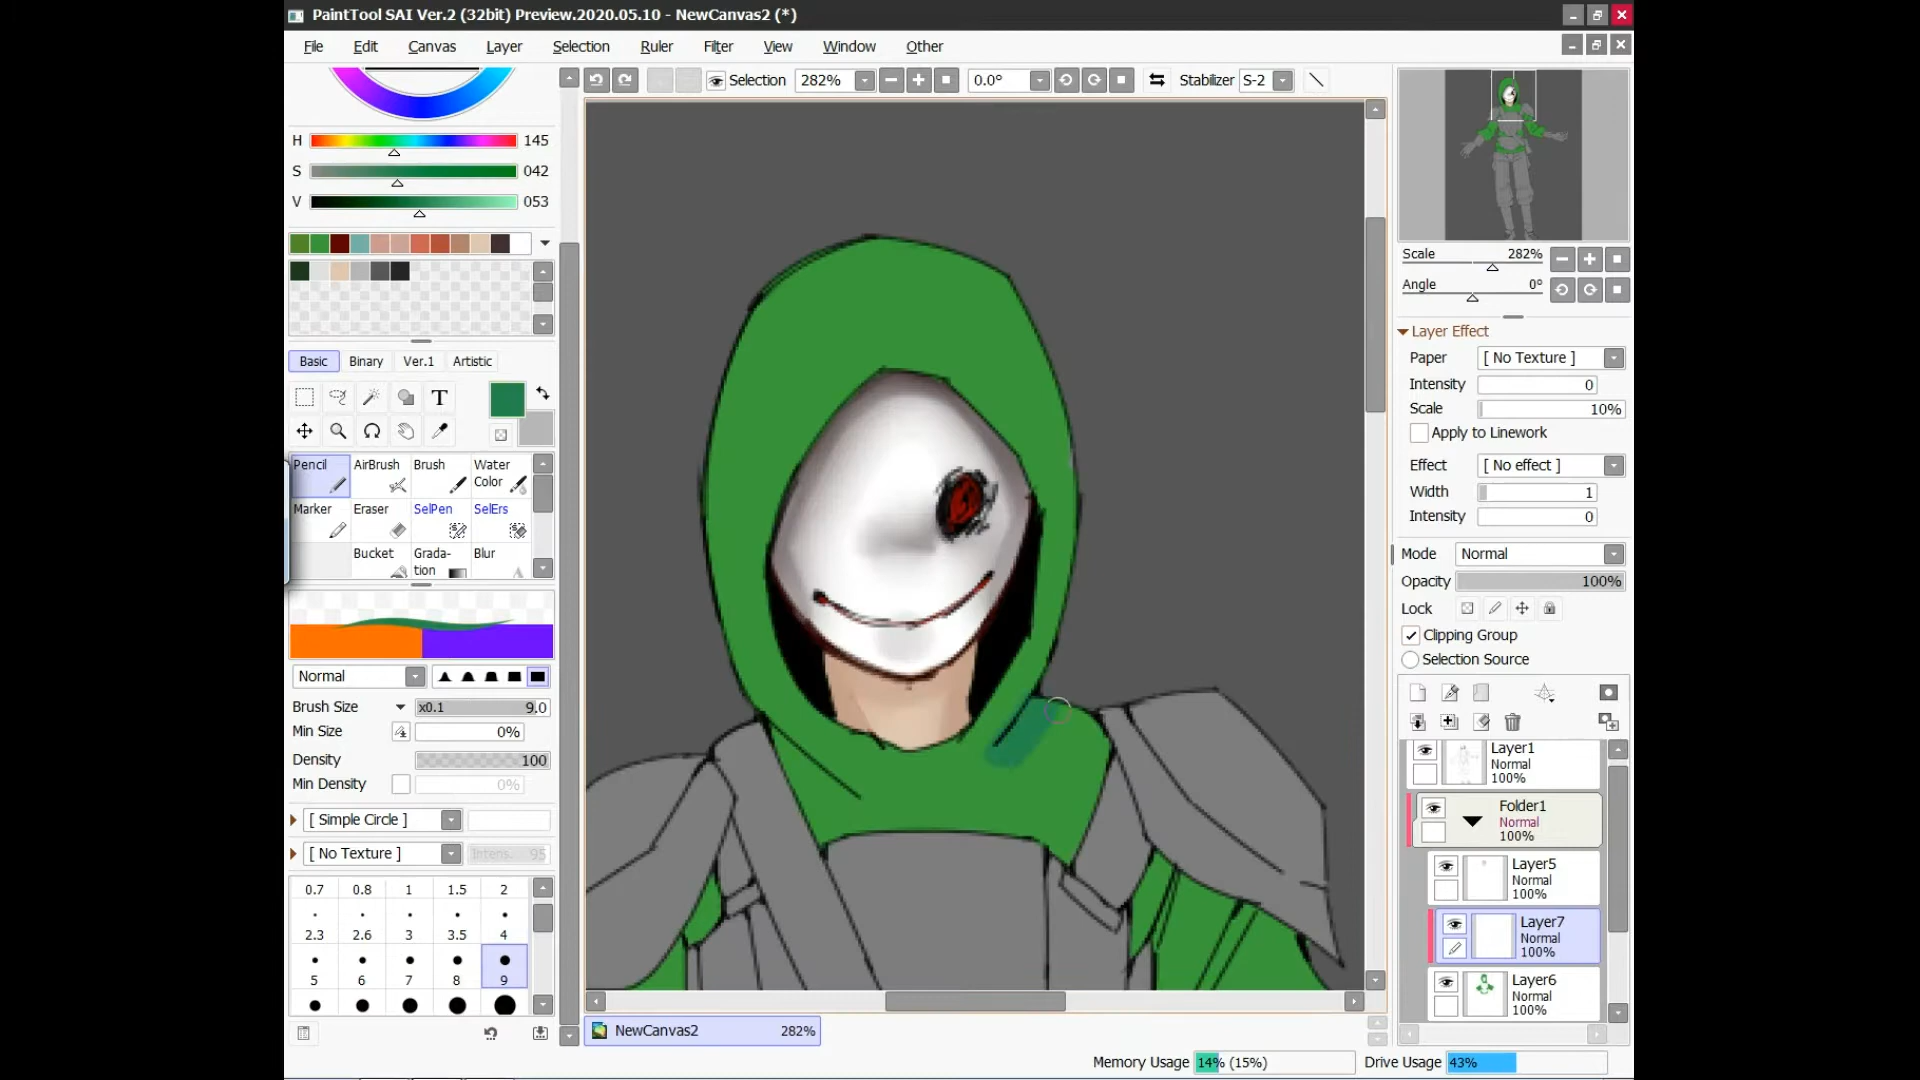 PaintTool SAI Ver.2 (32bit) Preview.2020.05.10 - NewCanvas2 (*)
File Edit Canvas Layer Selection Ruler Filter View Window Other
Selection 282% 0.0° Stabilizer S-2
H 145
S 042
V 053
Basic Binary Ver.1 Artistic
T
Pencil AirBrush Brush Water Color
Marker Eraser SelPen SelErs
Bucket Grada-tion Blur
Normal
Brush Size x0.1 9.0
Min Size 0%
Density 100
Min Density 0%
[ Simple Circle ]
[ No Texture ] Intens. 95
0.7 0.8 1 1.5 2
2.3 2.6 3 3.5 4
5 6 7 8 9
NewCanvas2 282%
Scale 282%
Angle 0°
Layer Effect
Paper [ No Texture ]
Intensity 0
Scale 10%
Apply to Linework
Effect [ No effect ]
Width 1
Intensity 0
Mode Normal
Opacity 100%
Lock
Clipping Group
Selection Source
Layer1
Normal
100%
Folder1
Normal
100%
Layer5
Normal
100%
Layer7
Normal
100%
Layer6
Normal
100%
Memory Usage 14% (15%) Drive Usage 43%